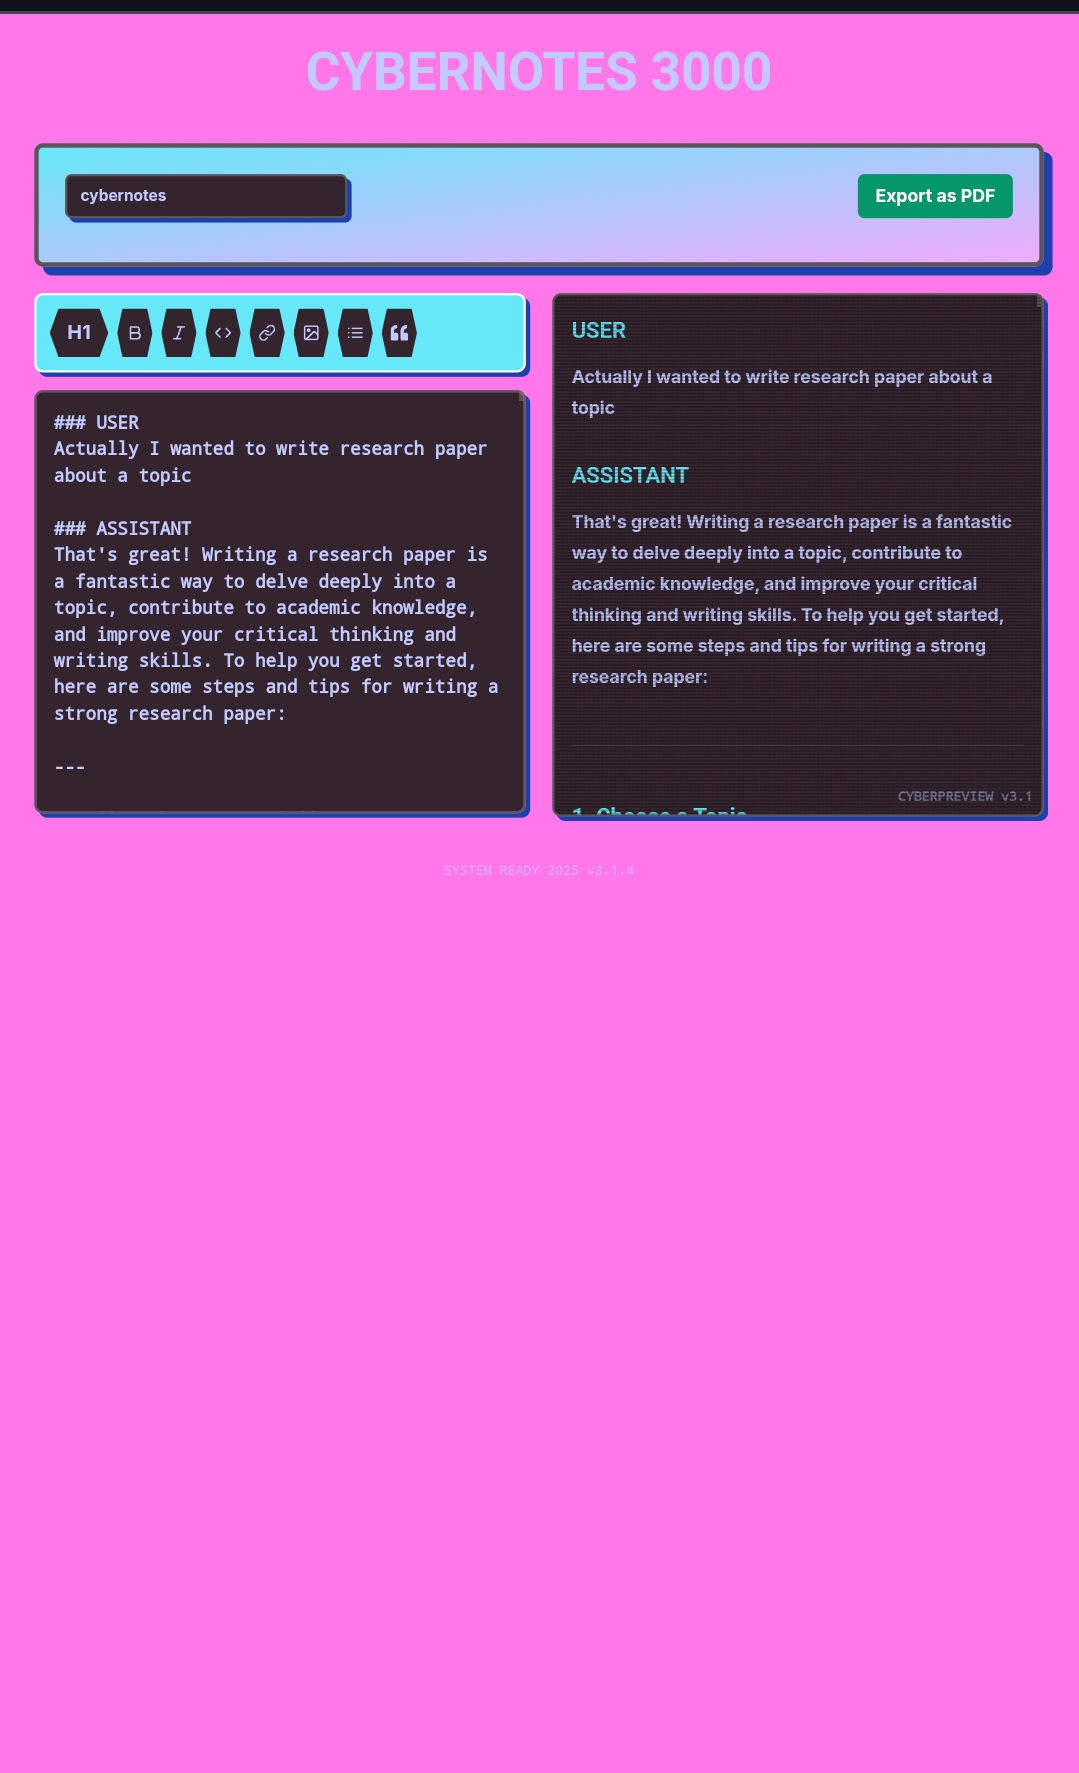 CYBERNOTES 3000
cybernotes
Export as PDF
H1
### USER
Actually I wanted to write research paper
about a topic
### ASSISTANT
That's great! Writing a research paper is
a fantastic way to delve deeply into a
topic, contribute to academic knowledge,
and improve your critical thinking and
writing skills. To help you get started,
here are some steps and tips for writing a
strong research paper:
---
USER
Actually I wanted to write research paper about a
topic
ASSISTANT
That's great! Writing a research paper is a fantastic
way to delve deeply into a topic, contribute to
academic knowledge, and improve your critical
thinking and writing skills. To help you get started,
here are some steps and tips for writing a strong
research paper:
1. Choose a Topic
CYBERPREVIEW v3.1
SYSTEM READY 2025 v3.1.4